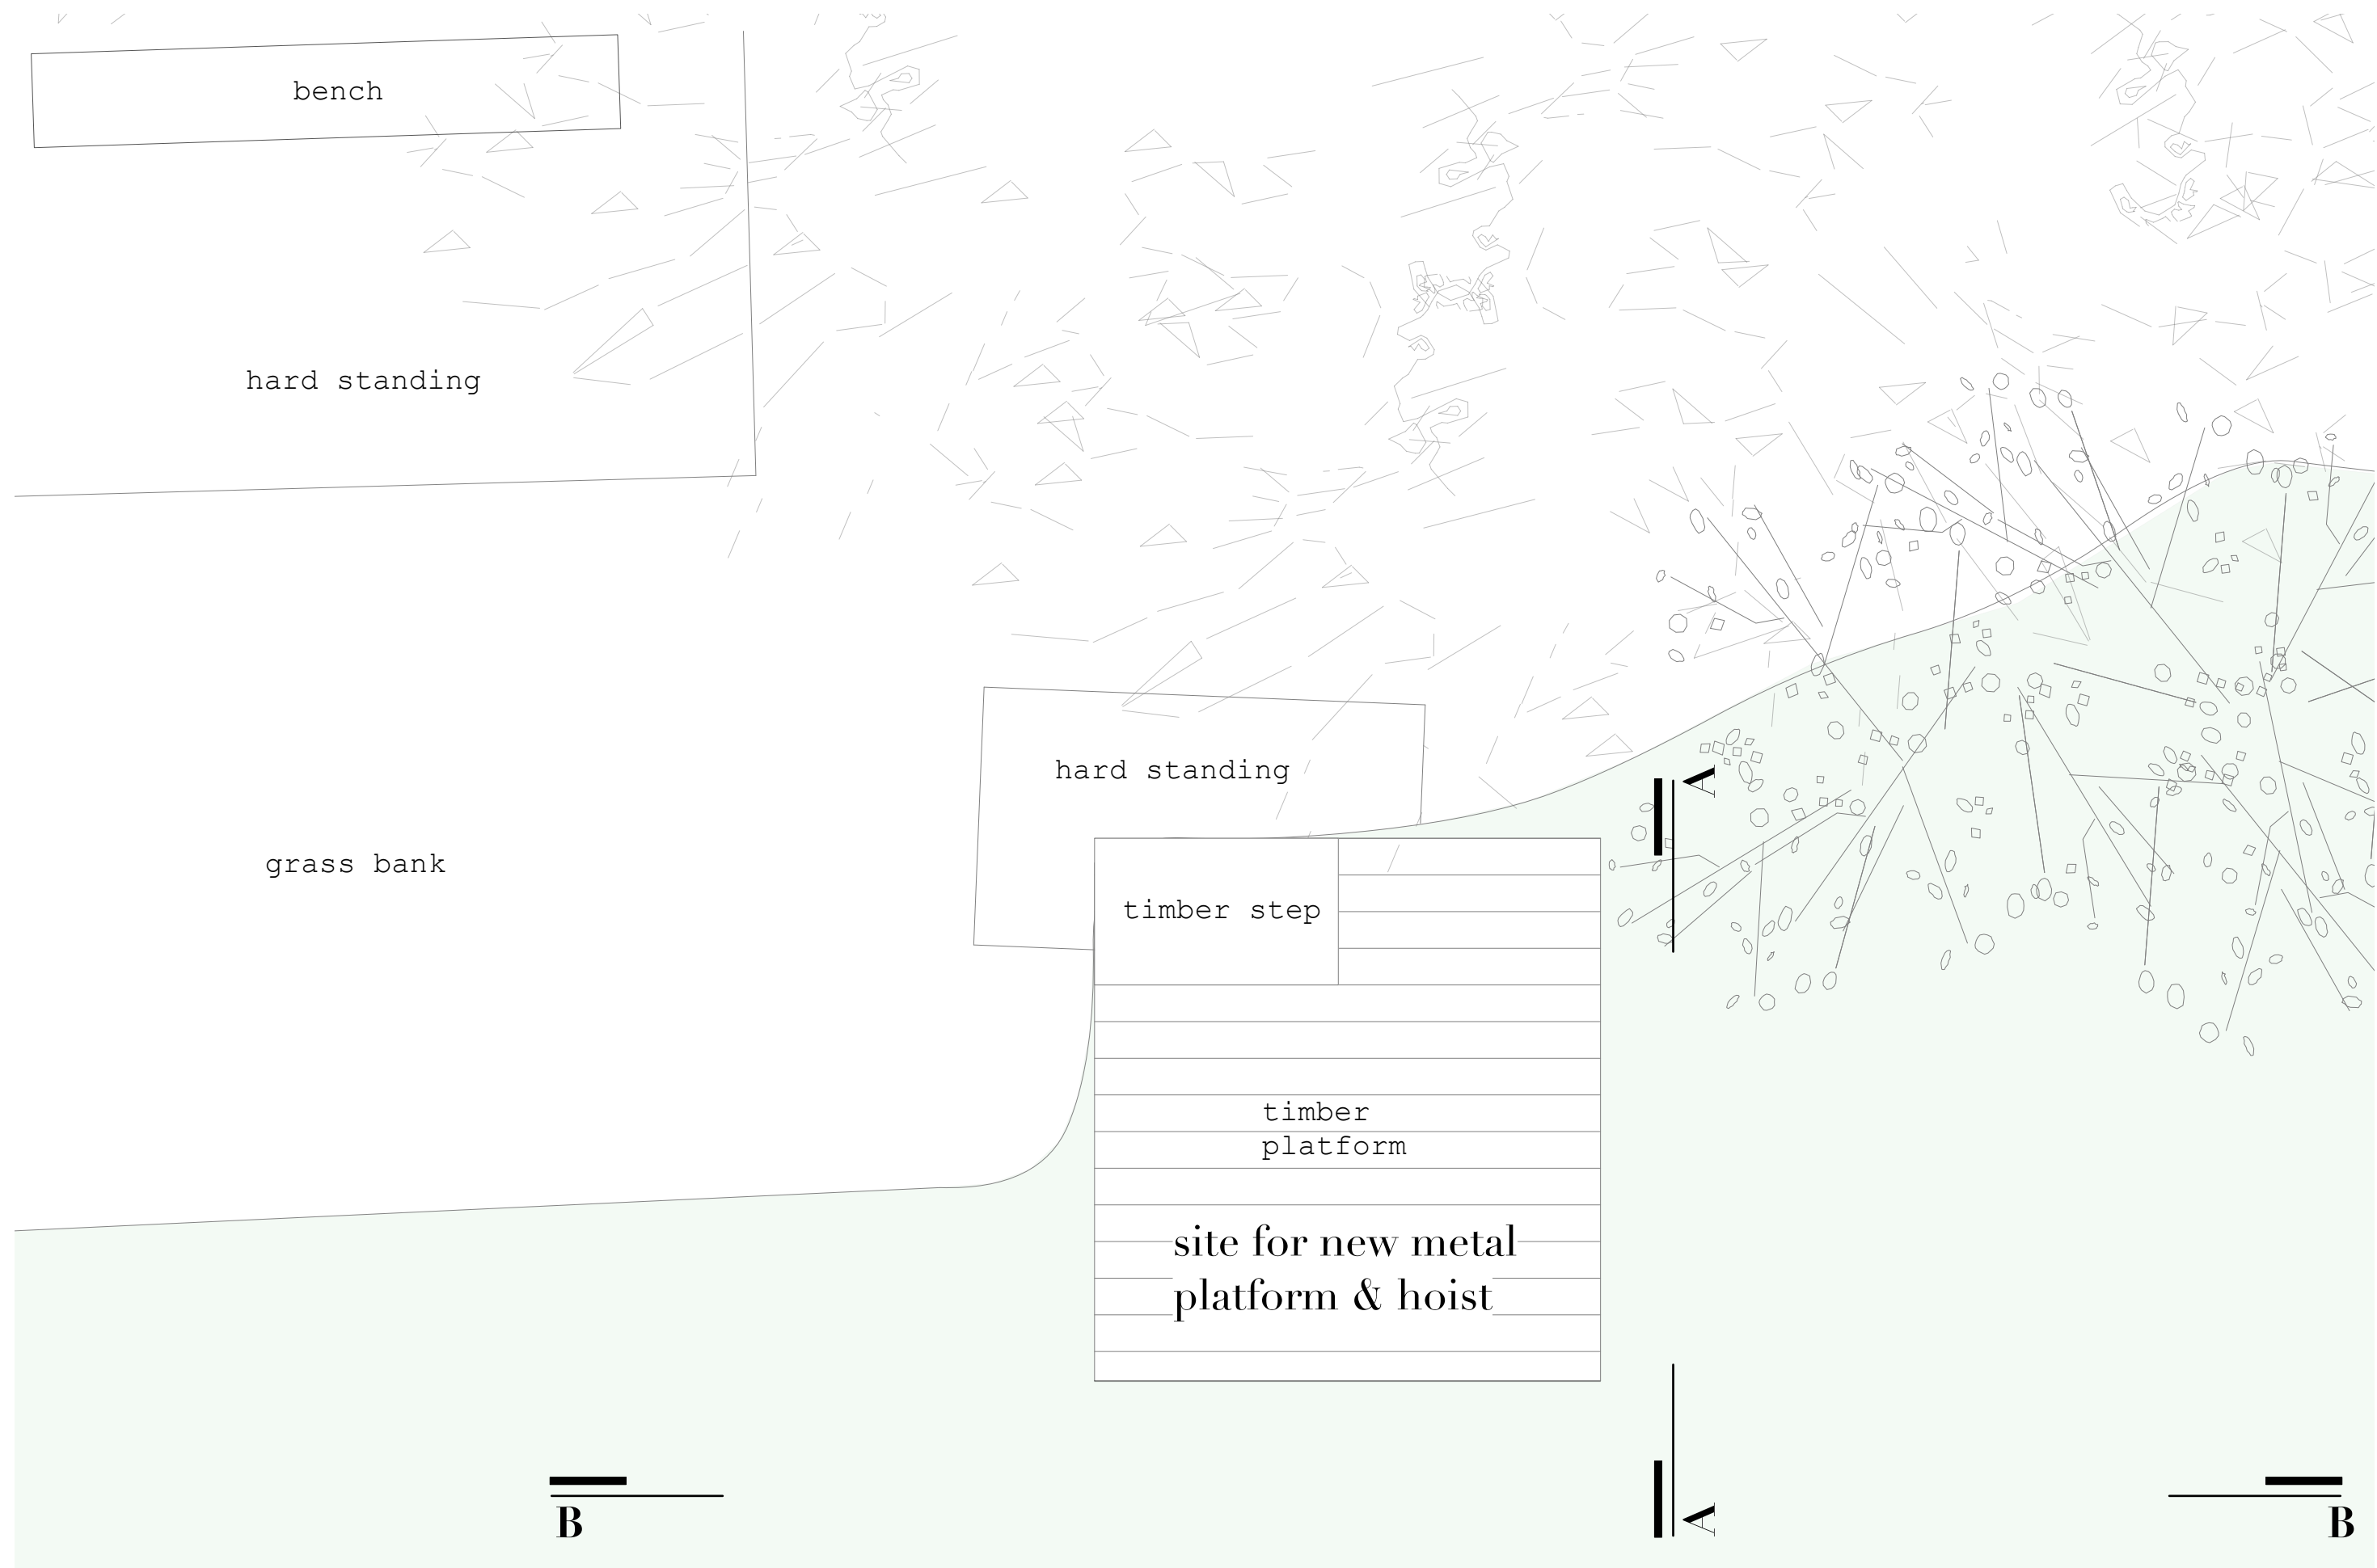 bench
hard standing
hard standing
A
grass bank
timber step
timber
platform
site for new metal
platform & hoist
B
A
B